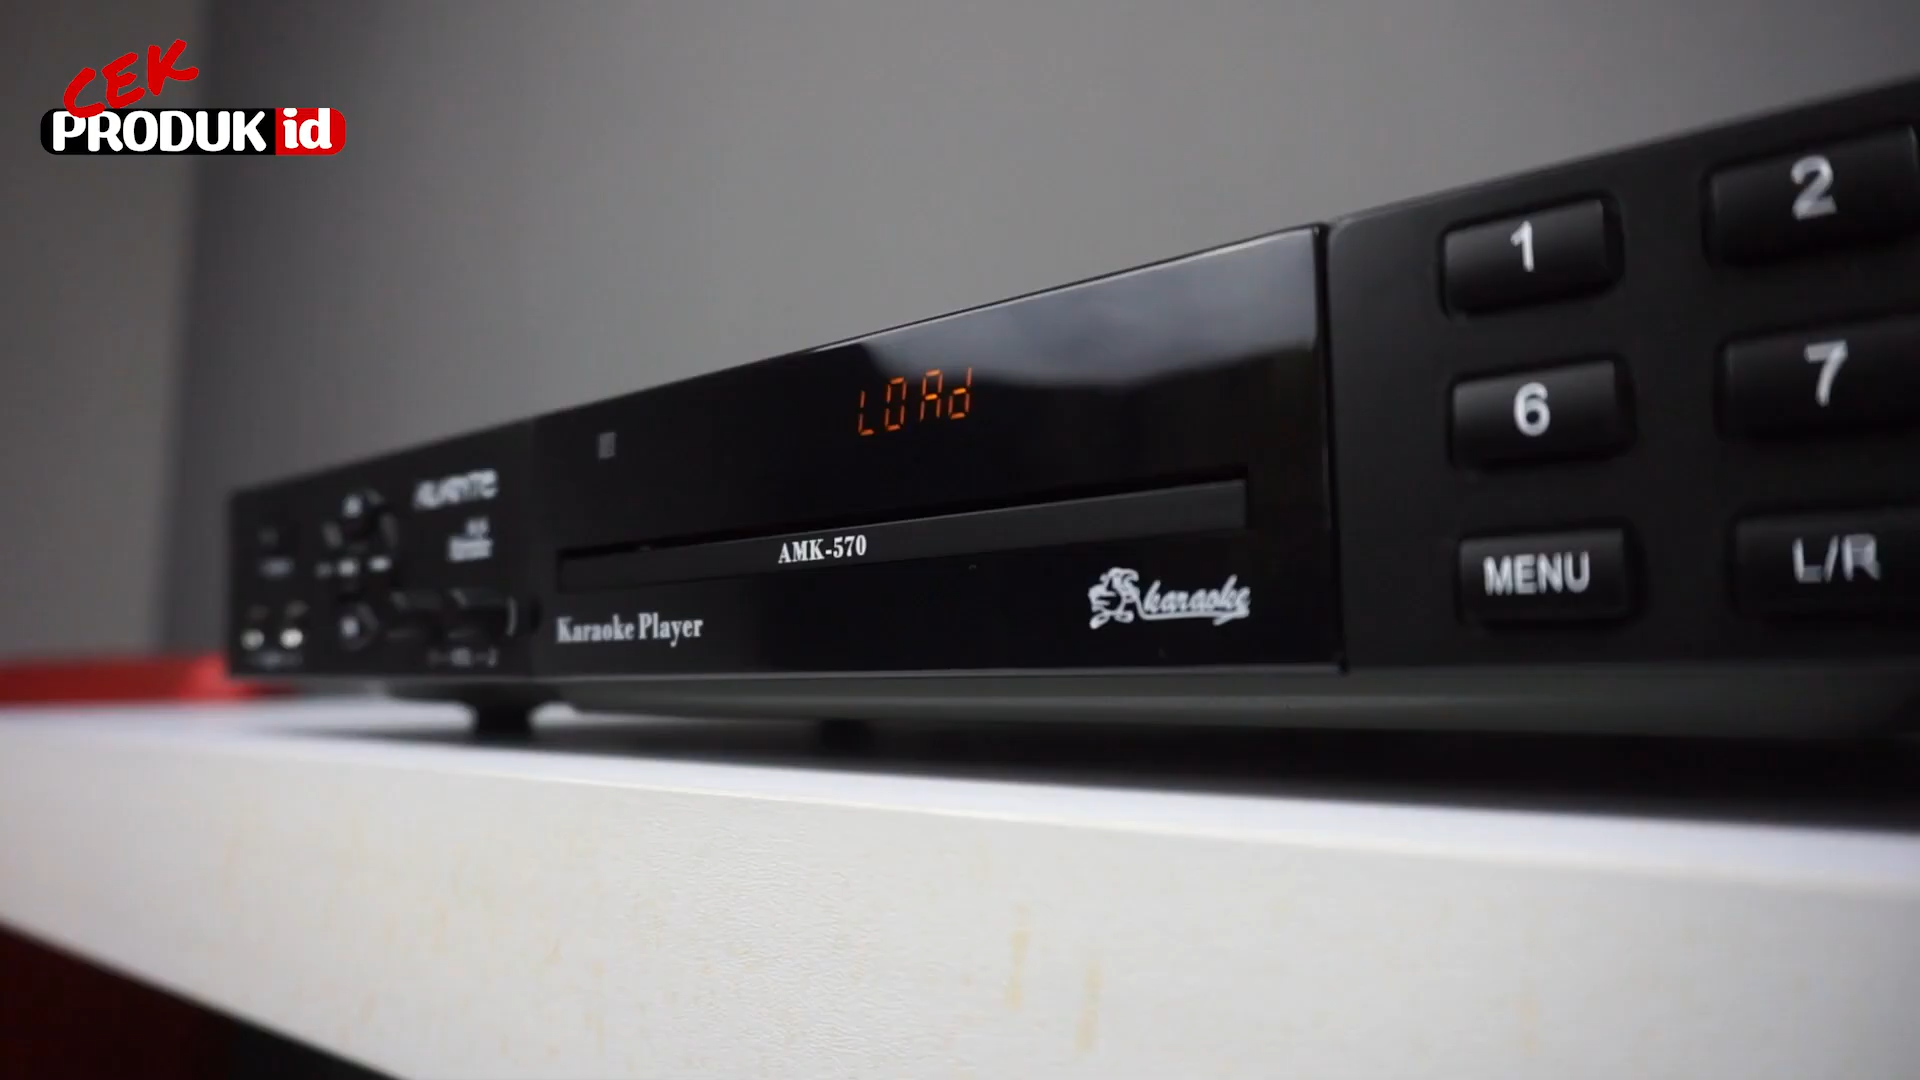 CEK
PRODUK id
LOAd
1
2
6
7
AMK-570
MENU
L/R
Karaoke Player
karaoke